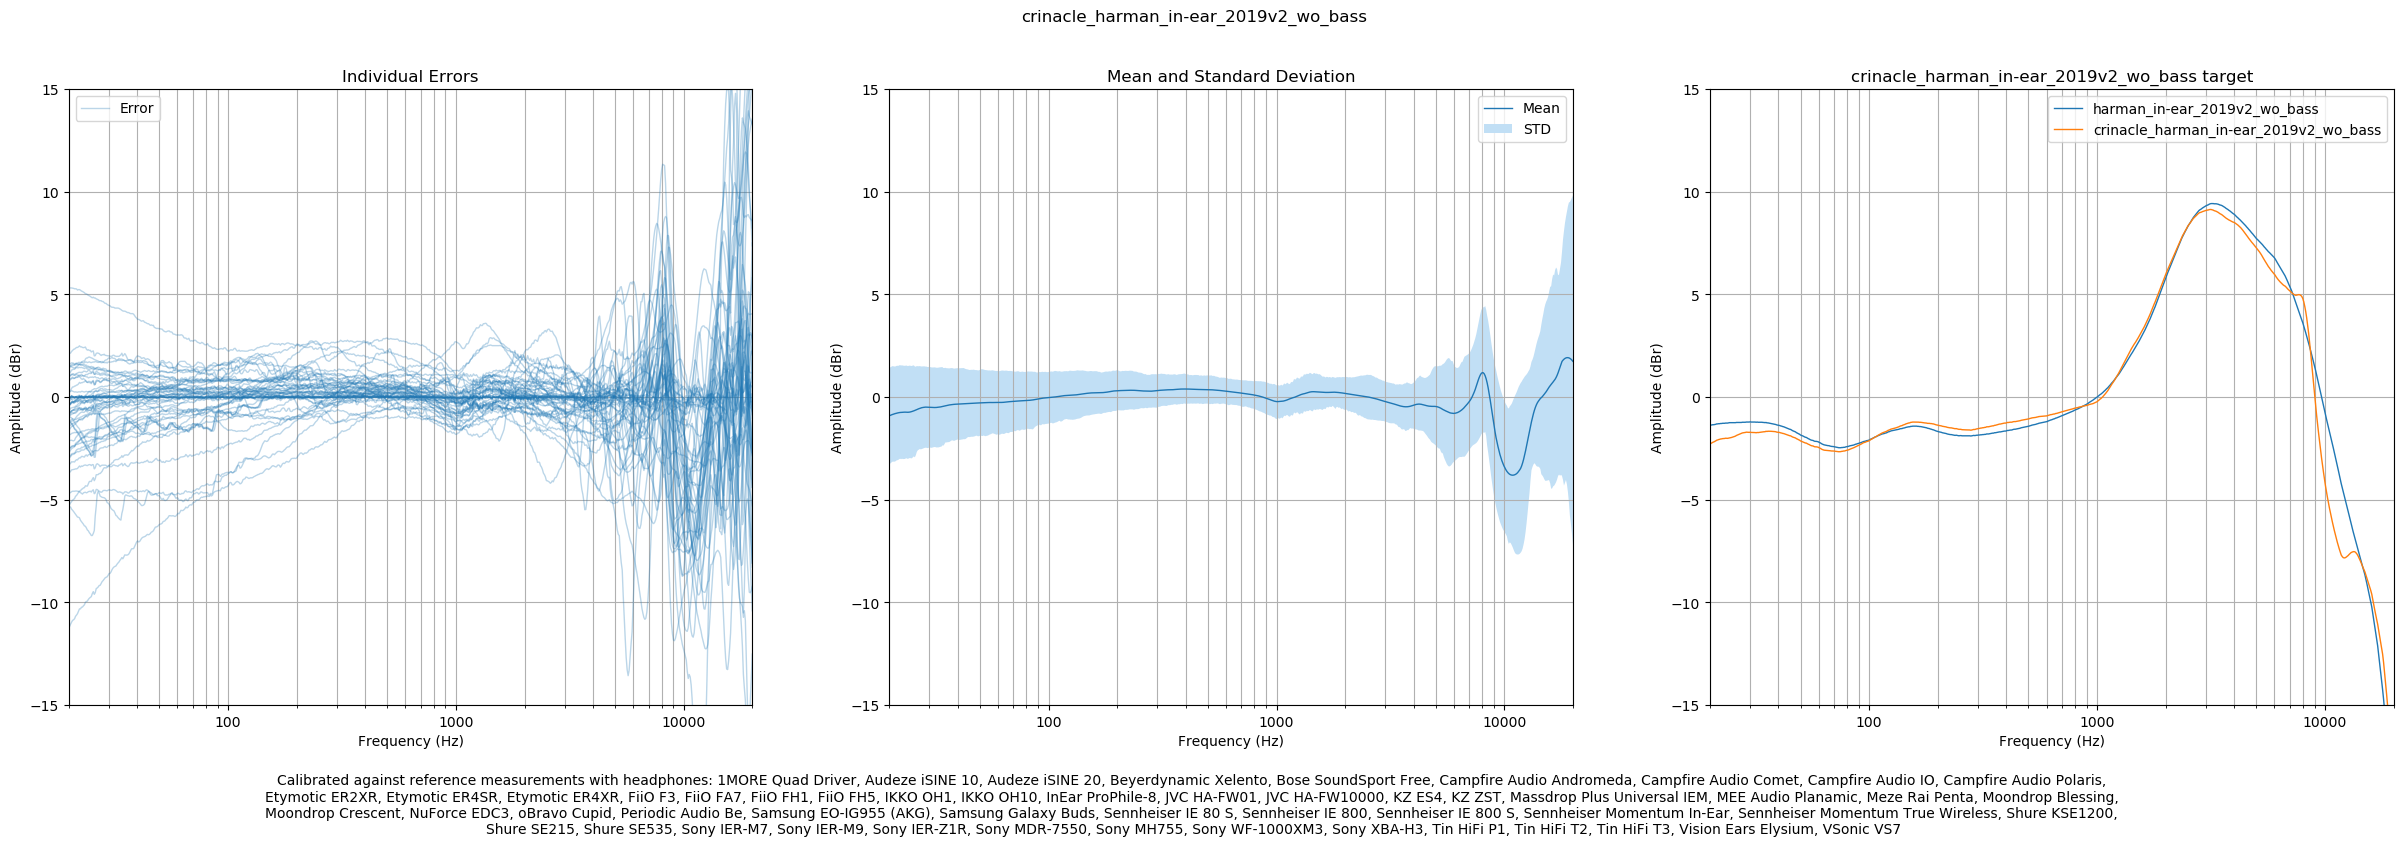 crinacle_harman_in-ear_2019v2_wo_bass
Individual Errors
Error
15
10
5
0
−5
−10
−15
Amplitude (dBr)
100
1000
10000
Frequency (Hz)
Mean and Standard Deviation
Mean
STD
15
10
5
0
−5
−10
−15
Amplitude (dBr)
100
1000
10000
Frequency (Hz)
crinacle_harman_in-ear_2019v2_wo_bass target
harman_in-ear_2019v2_wo_bass
crinacle_harman_in-ear_2019v2_wo_bass
15
10
5
0
−5
−10
−15
Amplitude (dBr)
100
1000
10000
Frequency (Hz)
Calibrated against reference measurements with headphones: 1MORE Quad Driver, Audeze iSINE 10, Audeze iSINE 20, Beyerdynamic Xelento, Bose SoundSport Free, Campfire Audio Andromeda, Campfire Audio Comet, Campfire Audio IO, Campfire Audio Polaris,
Etymotic ER2XR, Etymotic ER4SR, Etymotic ER4XR, FiiO F3, FiiO FA7, FiiO FH1, FiiO FH5, IKKO OH1, IKKO OH10, InEar ProPhile-8, JVC HA-FW01, JVC HA-FW10000, KZ ES4, KZ ZST, Massdrop Plus Universal IEM, MEE Audio Planamic, Meze Rai Penta, Moondrop Blessing,
Moondrop Crescent, NuForce EDC3, oBravo Cupid, Periodic Audio Be, Samsung EO-IG955 (AKG), Samsung Galaxy Buds, Sennheiser IE 80 S, Sennheiser IE 800, Sennheiser IE 800 S, Sennheiser Momentum In-Ear, Sennheiser Momentum True Wireless, Shure KSE1200,
Shure SE215, Shure SE535, Sony IER-M7, Sony IER-M9, Sony IER-Z1R, Sony MDR-7550, Sony MH755, Sony WF-1000XM3, Sony XBA-H3, Tin HiFi P1, Tin HiFi T2, Tin HiFi T3, Vision Ears Elysium, VSonic VS7